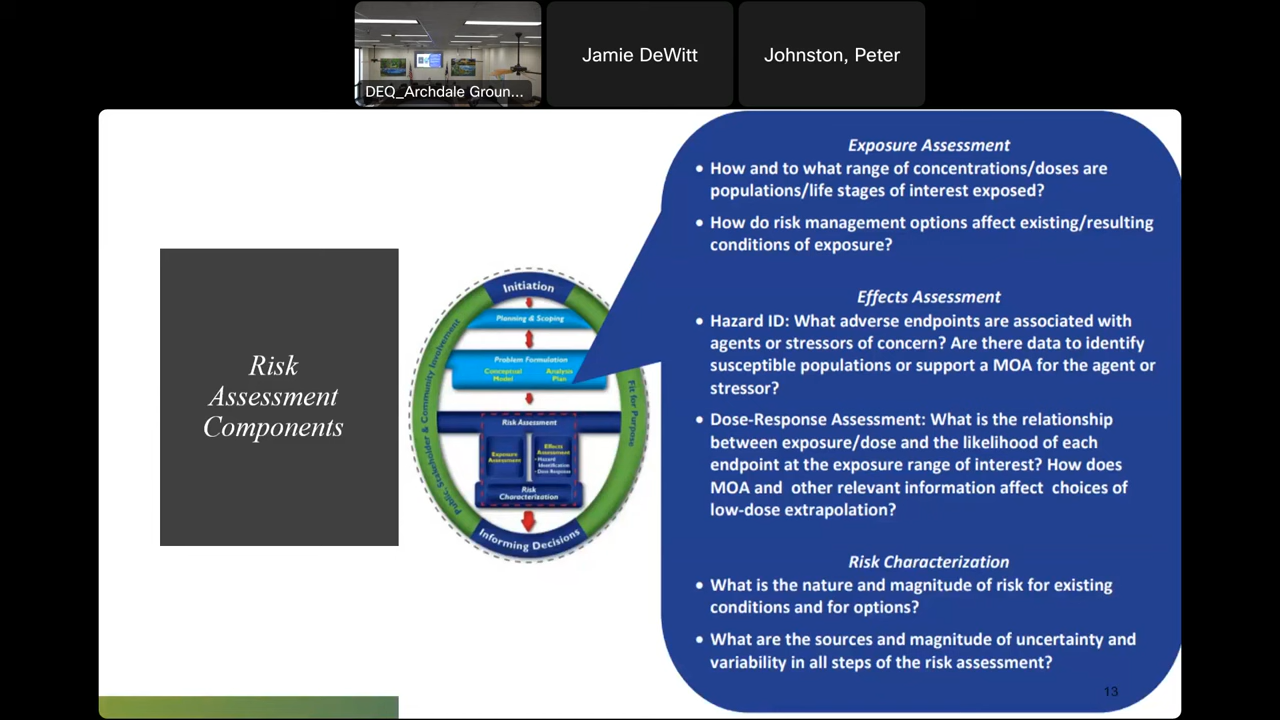 DEQ_Archdale Groun...
Jamie DeWitt
Johnston, Peter
Risk
Assessment
Components
Initiation
Planning & Scoping
Problem Formulation
Conceptual
Model
Analysis
Plan
Public, Stakeholder & Community Involvement
Fit for Purpose
Risk Assessment
Exposure
Assessment
Effects
Assessment
• Hazard
Identification
• Dose Response
Risk
Characterization
Informing Decisions
Exposure Assessment
• How and to what range of concentrations/doses are
populations/life stages of interest exposed?
• How do risk management options affect existing/resulting
conditions of exposure?
Effects Assessment
• Hazard ID: What adverse endpoints are associated with
agents or stressors of concern? Are there data to identify
susceptible populations or support a MOA for the agent or
stressor?
• Dose-Response Assessment: What is the relationship
between exposure/dose and the likelihood of each
endpoint at the exposure range of interest? How does
MOA and other relevant information affect choices of
low-dose extrapolation?
Risk Characterization
• What is the nature and magnitude of risk for existing
conditions and for options?
• What are the sources and magnitude of uncertainty and
variability in all steps of the risk assessment?
13